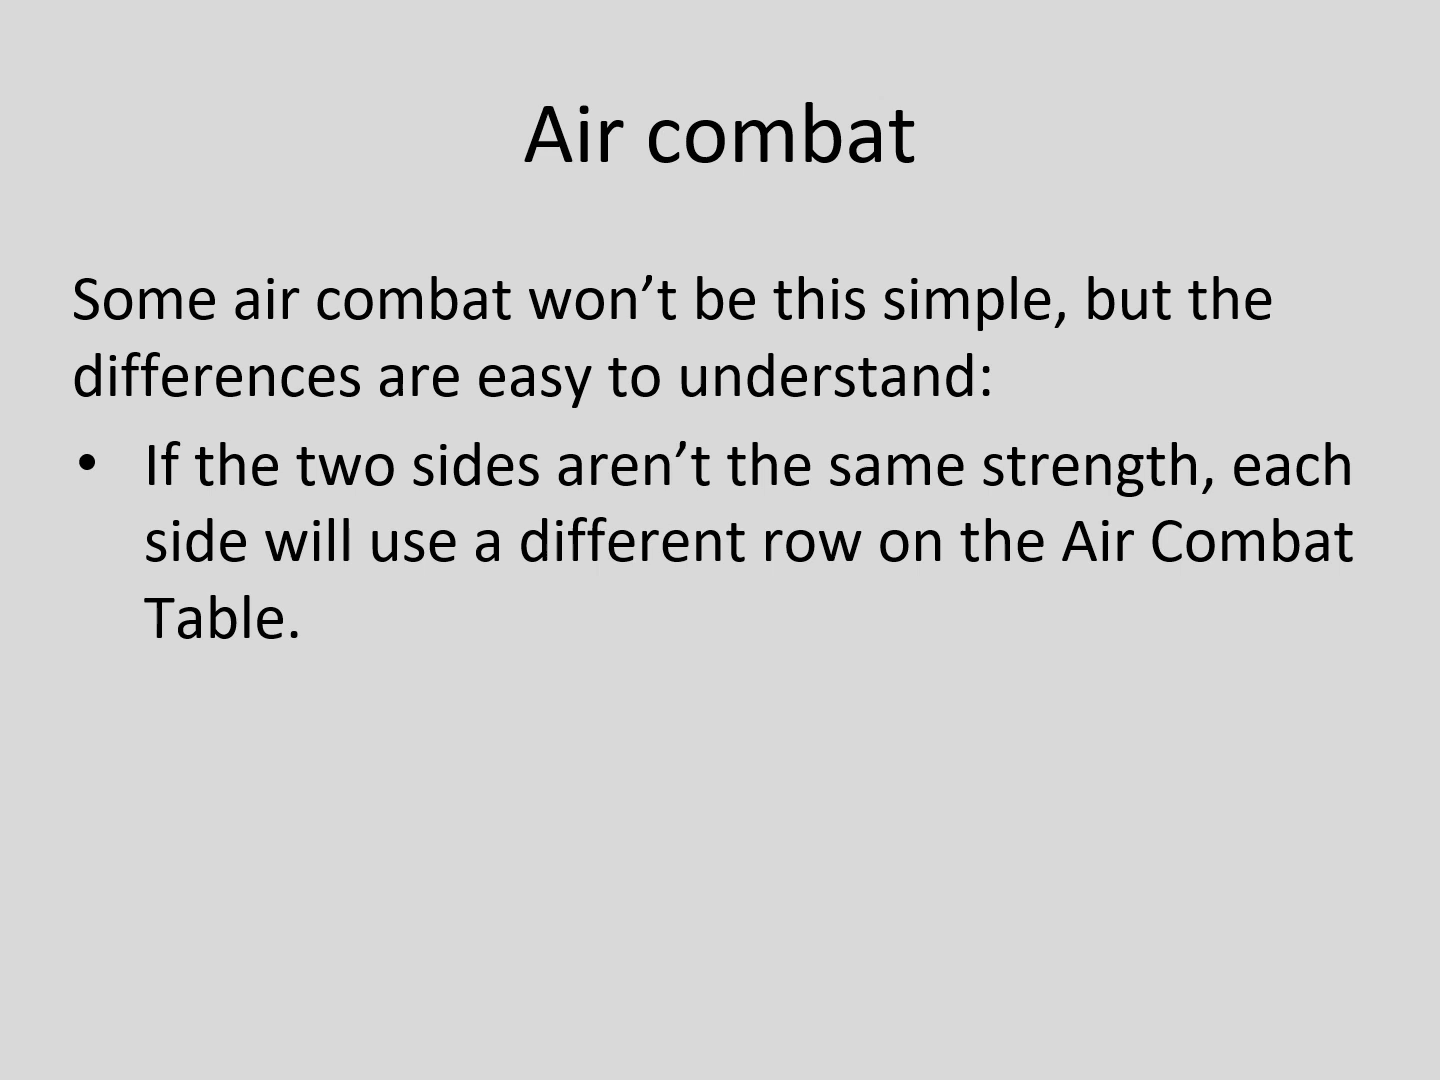 Air combat
Some air combat won’t be this simple, but the
differences are easy to understand:
• If the two sides aren’t the same strength, each
side will use a different row on the Air Combat
Table.